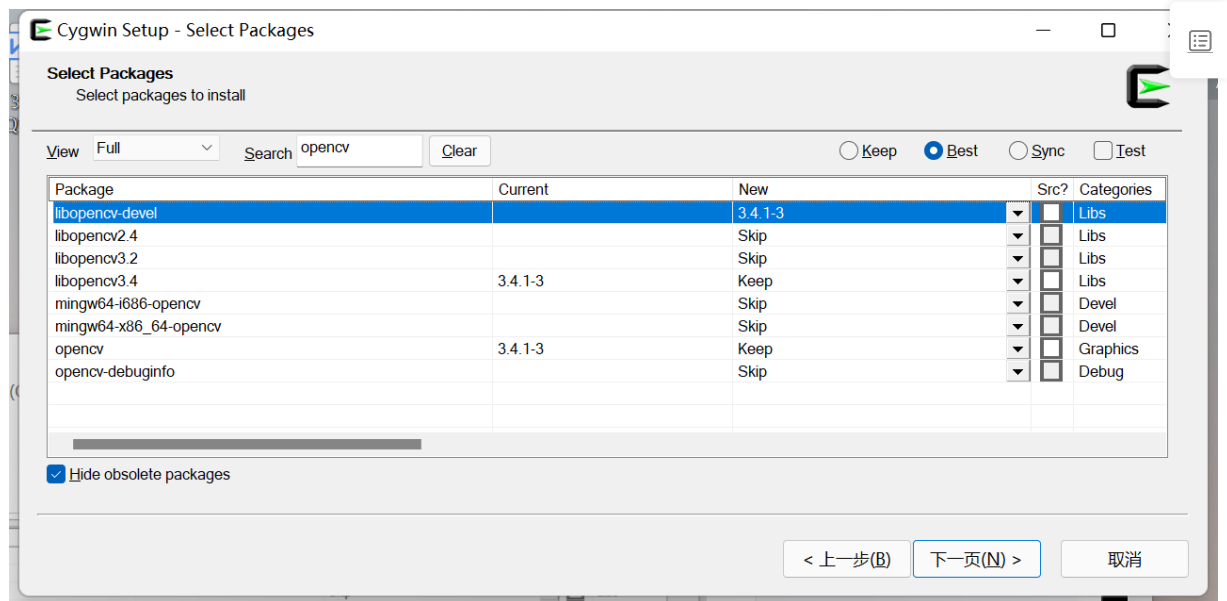 Cygwin Setup - Select Packages
Select Packages
Select packages to install
View Full Search opencv Clear Keep Best Sync Test
Package Current New Src? Categories
libopencv-devel 3.4.1-3 Libs
libopencv2.4 Skip Libs
libopencv3.2 Skip Libs
libopencv3.4 3.4.1-3 Keep Libs
mingw64-i686-opencv Skip Devel
mingw64-x86_64-opencv Skip Devel
opencv 3.4.1-3 Keep Graphics
opencv-debuginfo Skip Debug
Hide obsolete packages
< 上一步(B) 下一页(N) > 取消